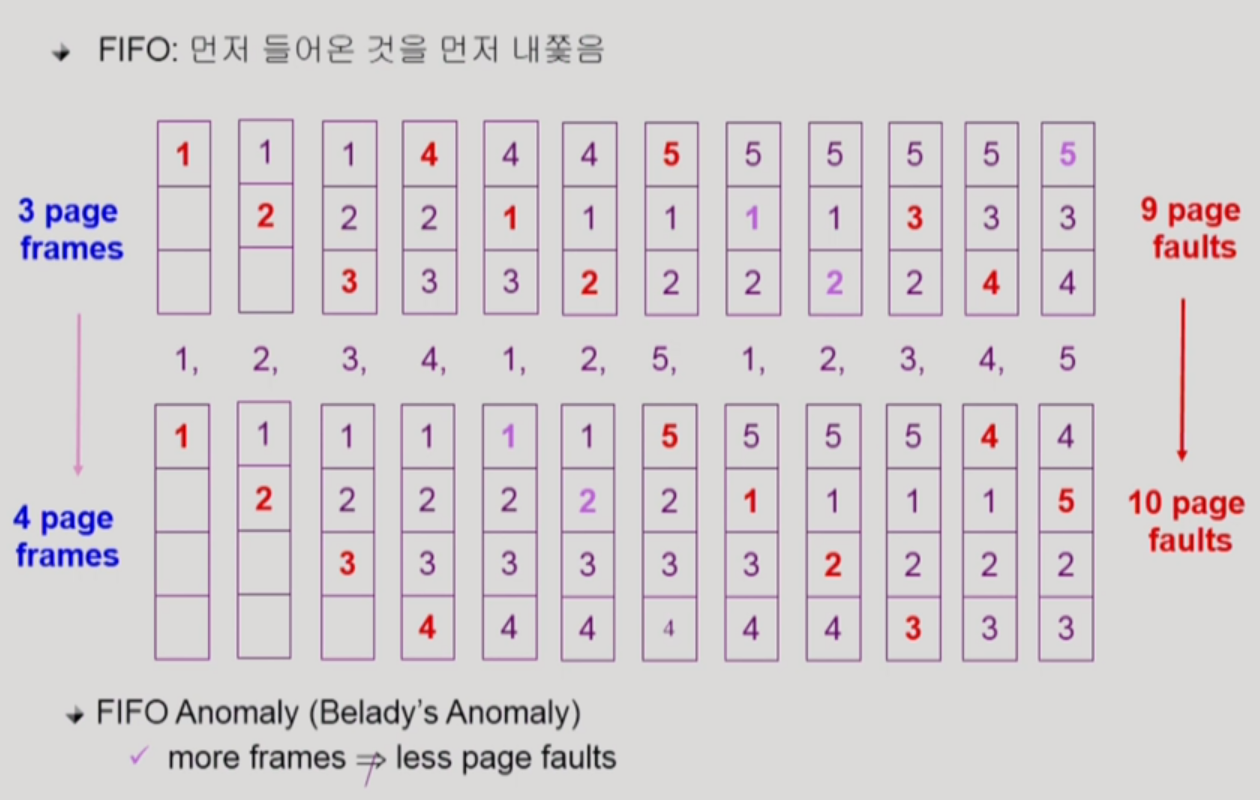 FIFO: 먼저 들어온 것을 먼저 내쫓음
1 1 1 4 4 4 5 5 5 5 5 5
3 page frames
2 2 2 1 1 1 1 1 3 3 3
9 page faults
3 3 3 2 2 2 2 2 4 4
1, 2, 3, 4, 1, 2, 5, 1, 2, 3, 4, 5
1 1 1 1 1 1 5 5 5 5 4 4
2 2 2 2 2 2 1 1 1 1 5
4 page frames
10 page faults
3 3 3 3 3 3 2 2 2 2
4 4 4 4 4 4 3 3 3
FIFO Anomaly (Belady's Anomaly)
✓ more frames ⇏ less page faults